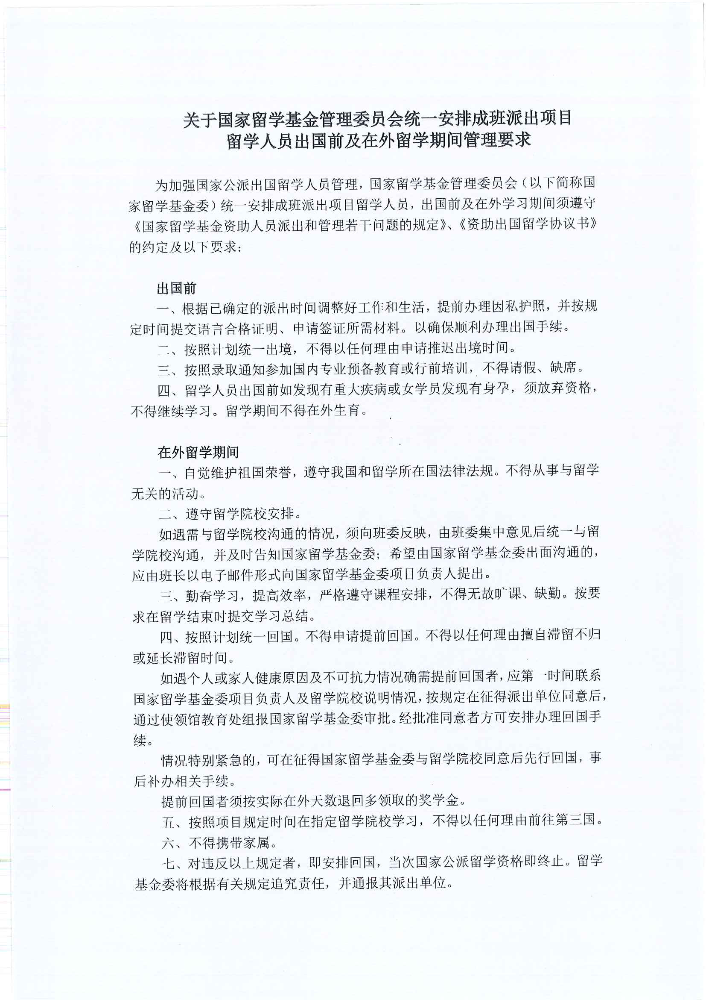 关于国家留学基金管理委员会统一安排成班派出项目
留学人员出国前及在外留学期间管理要求
为加强国家公派出国留学人员管理，国家留学基金管理委员会（以下简称国
家留学基金委）统一安排成班派出项目留学人员，出国前及在外学习期间须遵守
《国家留学基金资助人员派出和管理若干问题的规定》、《资助出国留学协议书》
的约定及以下要求：
出国前
一、根据已确定的派出时间调整好工作和生活，提前办理因私护照，并按规
定时间提交语言合格证明、申请签证所需材料。以确保顺利办理出国手续。
二、按照计划统一出境，不得以任何理由申请推迟出境时间。
三、按照录取通知参加国内专业预备教育或行前培训，不得请假、缺席。
四、留学人员出国前如发现有重大疾病或女学员发现有身孕，须放弃资格，
不得继续学习。留学期间不得在外生育。
在外留学期间
一、自觉维护祖国荣誉，遵守我国和留学所在国法律法规。不得从事与留学
无关的活动。
二、遵守留学院校安排。
如遇需与留学院校沟通的情况，须向班委反映，由班委集中意见后统一与留
学院校沟通，并及时告知国家留学基金委；希望由国家留学基金委出面沟通的，
应由班长以电子邮件形式向国家留学基金委项目负责人提出。
三、勤奋学习，提高效率，严格遵守课程安排，不得无故旷课、缺勤。按要
求在留学结束时提交学习总结。
四、按照计划统一回国。不得申请提前回国。不得以任何理由擅自滞留不归
或延长滞留时间。
如遇个人或家人健康原因及不可抗力情况确需提前回国者，应第一时间联系
国家留学基金委项目负责人及留学院校说明情况，按规定在征得派出单位同意后，
通过使领馆教育处组报国家留学基金委审批。经批准同意者方可安排办理回国手
续。
情况特别紧急的，可在征得国家留学基金委与留学院校同意后先行回国，事
后补办相关手续。
提前回国者须按实际在外天数退回多领取的奖学金。
五、按照项目规定时间在指定留学院校学习，不得以任何理由前往第三国。
六、不得携带家属。
七、对违反以上规定者，即安排回国，当次国家公派留学资格即终止。留学
基金委将根据有关规定追究责任，并通报其派出单位。